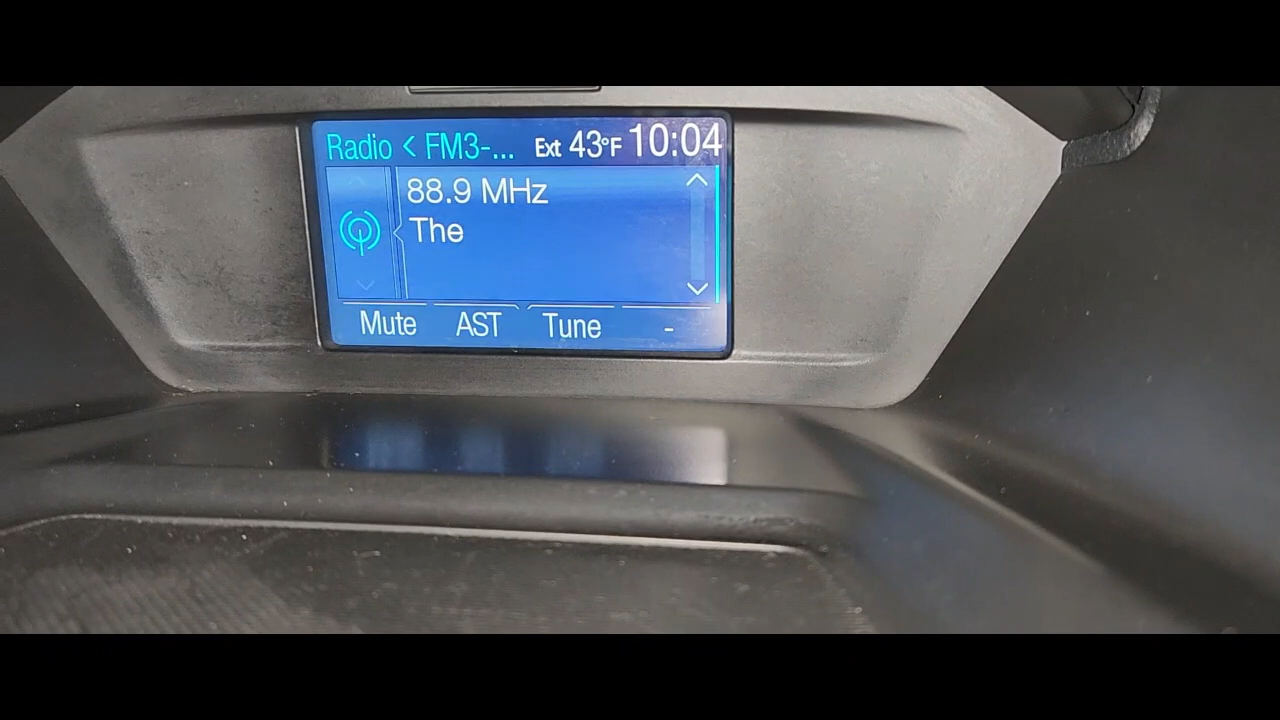 Radio < FM3-... Ext 43°F 10:04
88.9 MHz
The
Mute AST Tune -